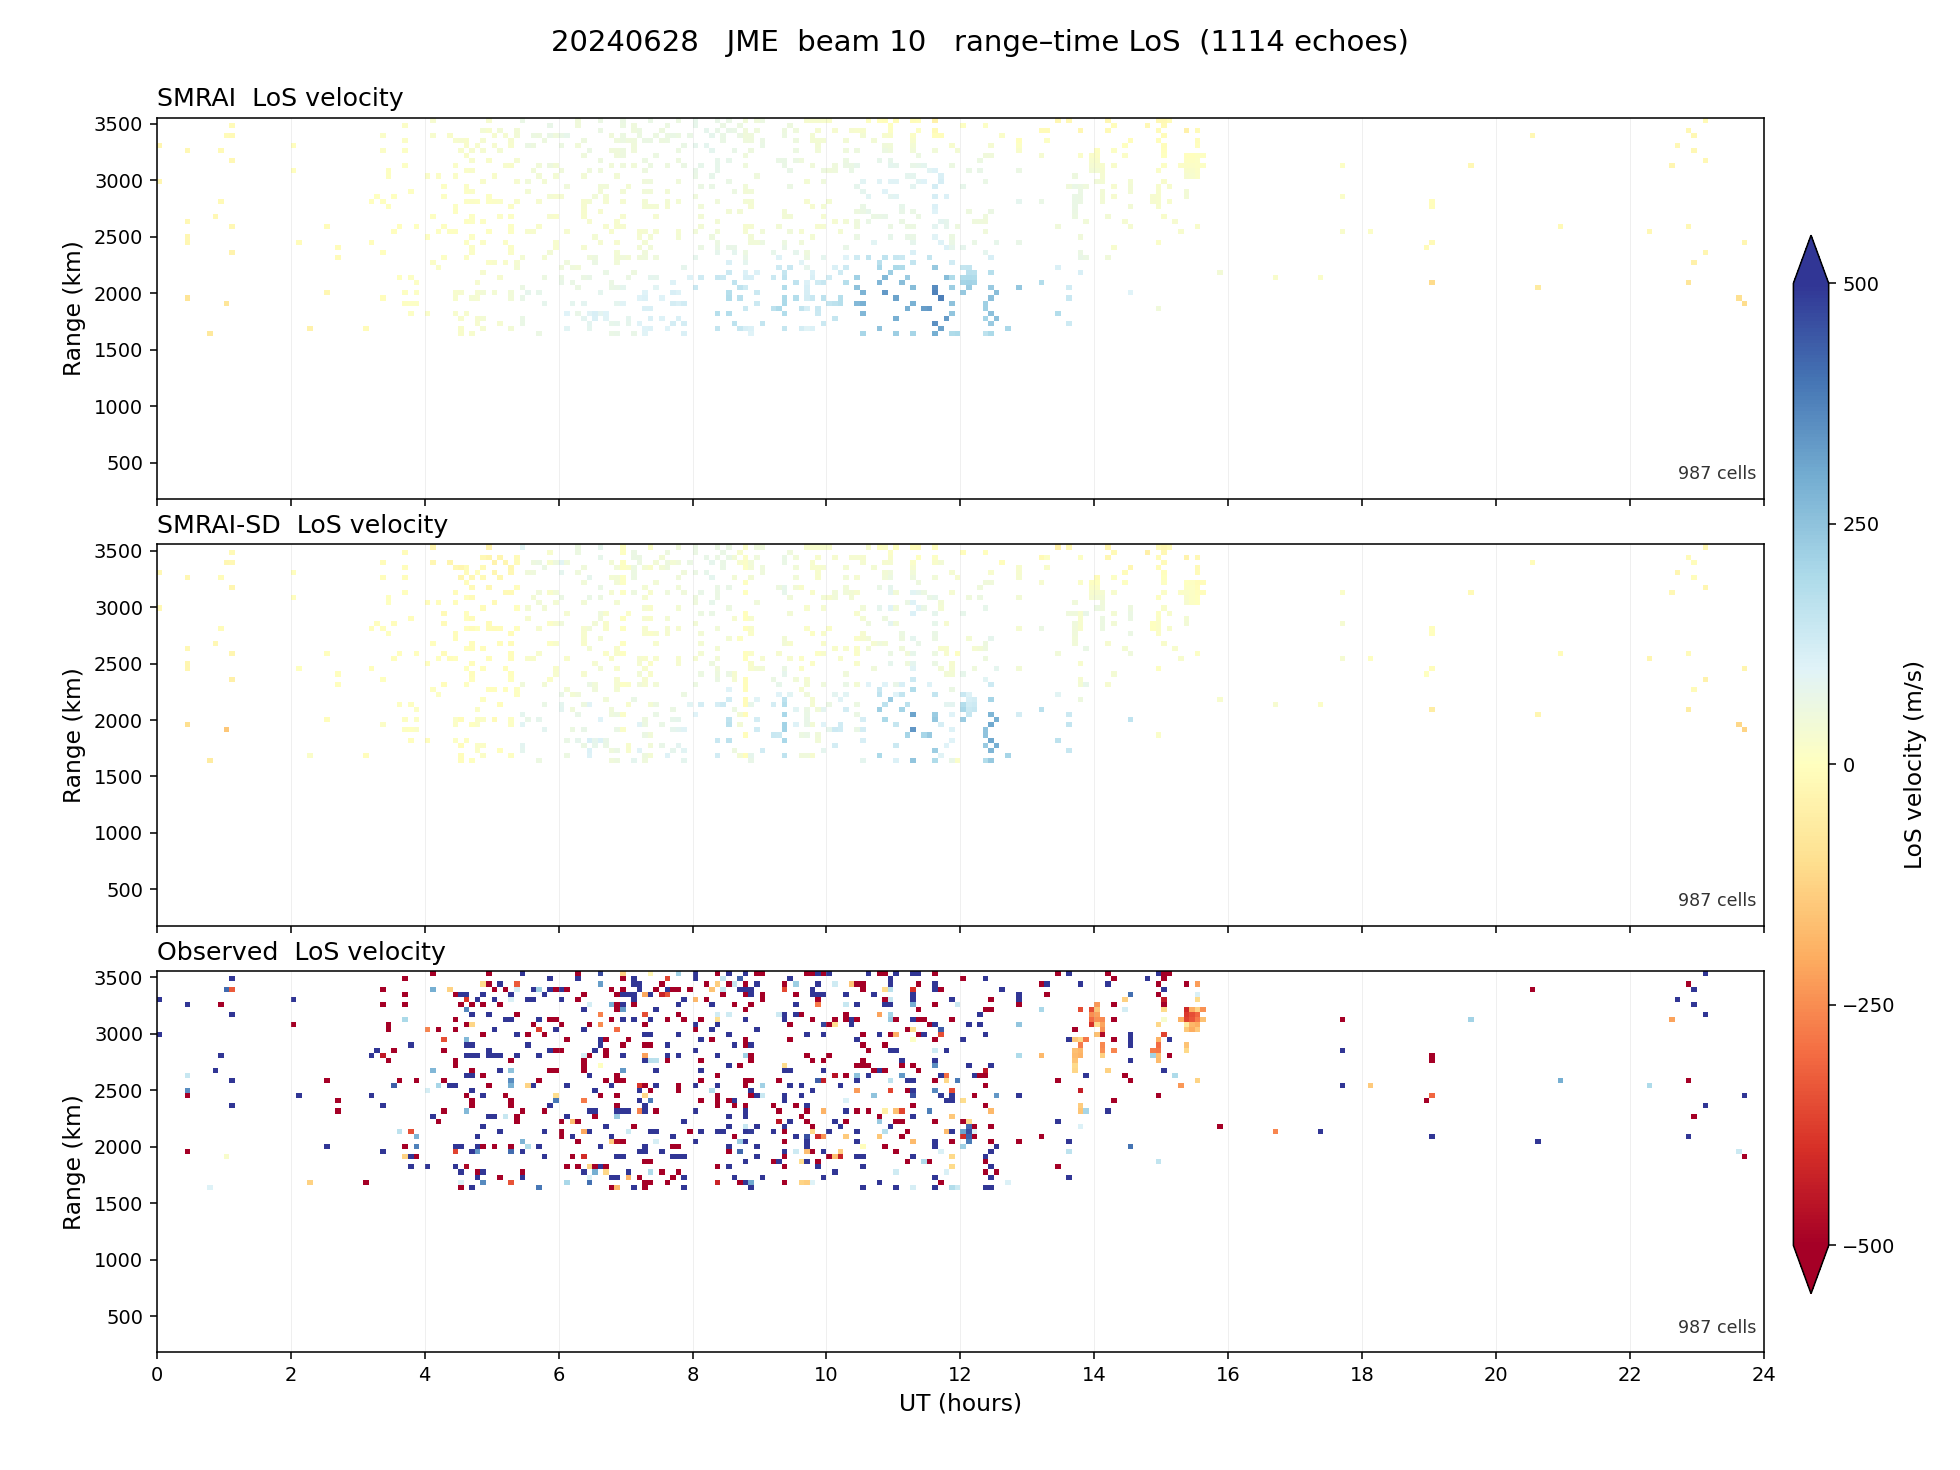 20240628   JME  beam 10   range–time LoS  (1114 echoes)
SMRAI  LoS velocity
3500
3000
2500
2000
1500
1000
500
Range (km)
987 cells
SMRAI-SD  LoS velocity
3500
3000
2500
2000
1500
1000
500
Range (km)
987 cells
Observed  LoS velocity
3500
3000
2500
2000
1500
1000
500
Range (km)
987 cells
0 2 4 6 8 10 12 14 16 18 20 22 24
UT (hours)
500
250
0
−250
−500
LoS velocity (m/s)